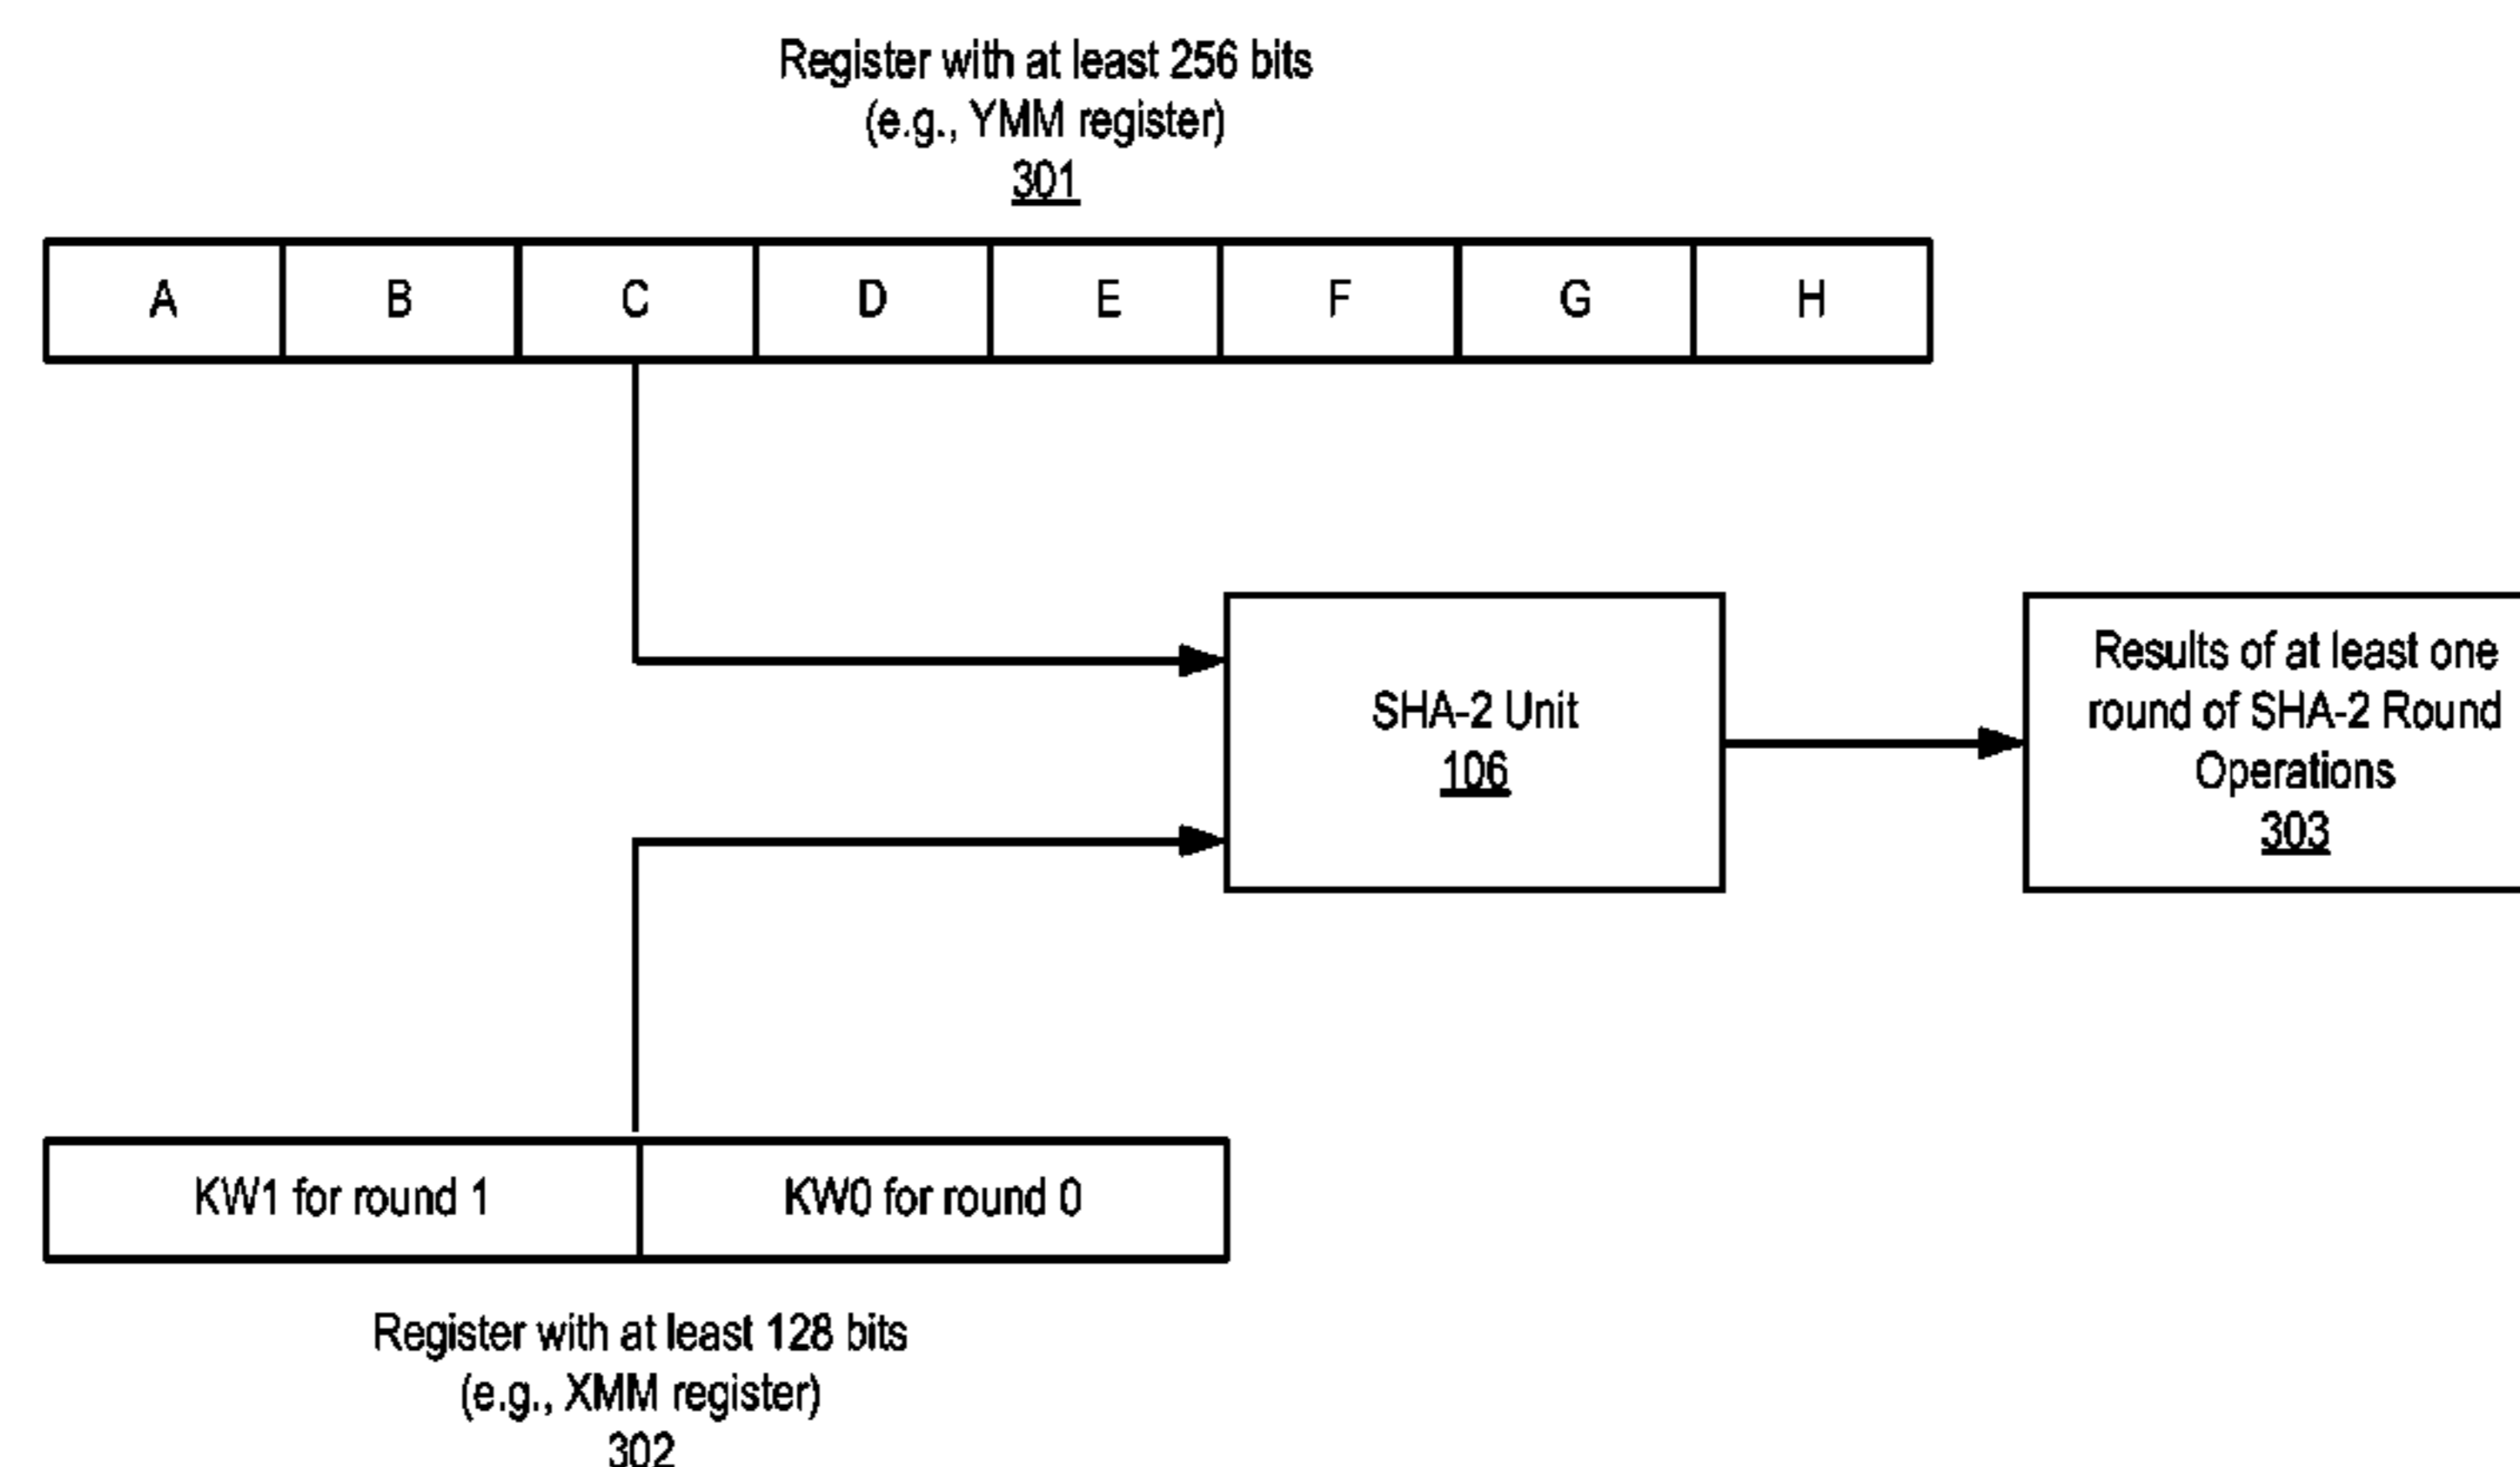 Register with at least 256 bits
(e.g., YMM register)
301
A B C D E F G H
SHA-2 Unit
106
Results of at least one
round of SHA-2 Round
Operations
303
KW1 for round 1 KW0 for round 0
Register with at least 128 bits
(e.g., XMM register)
302